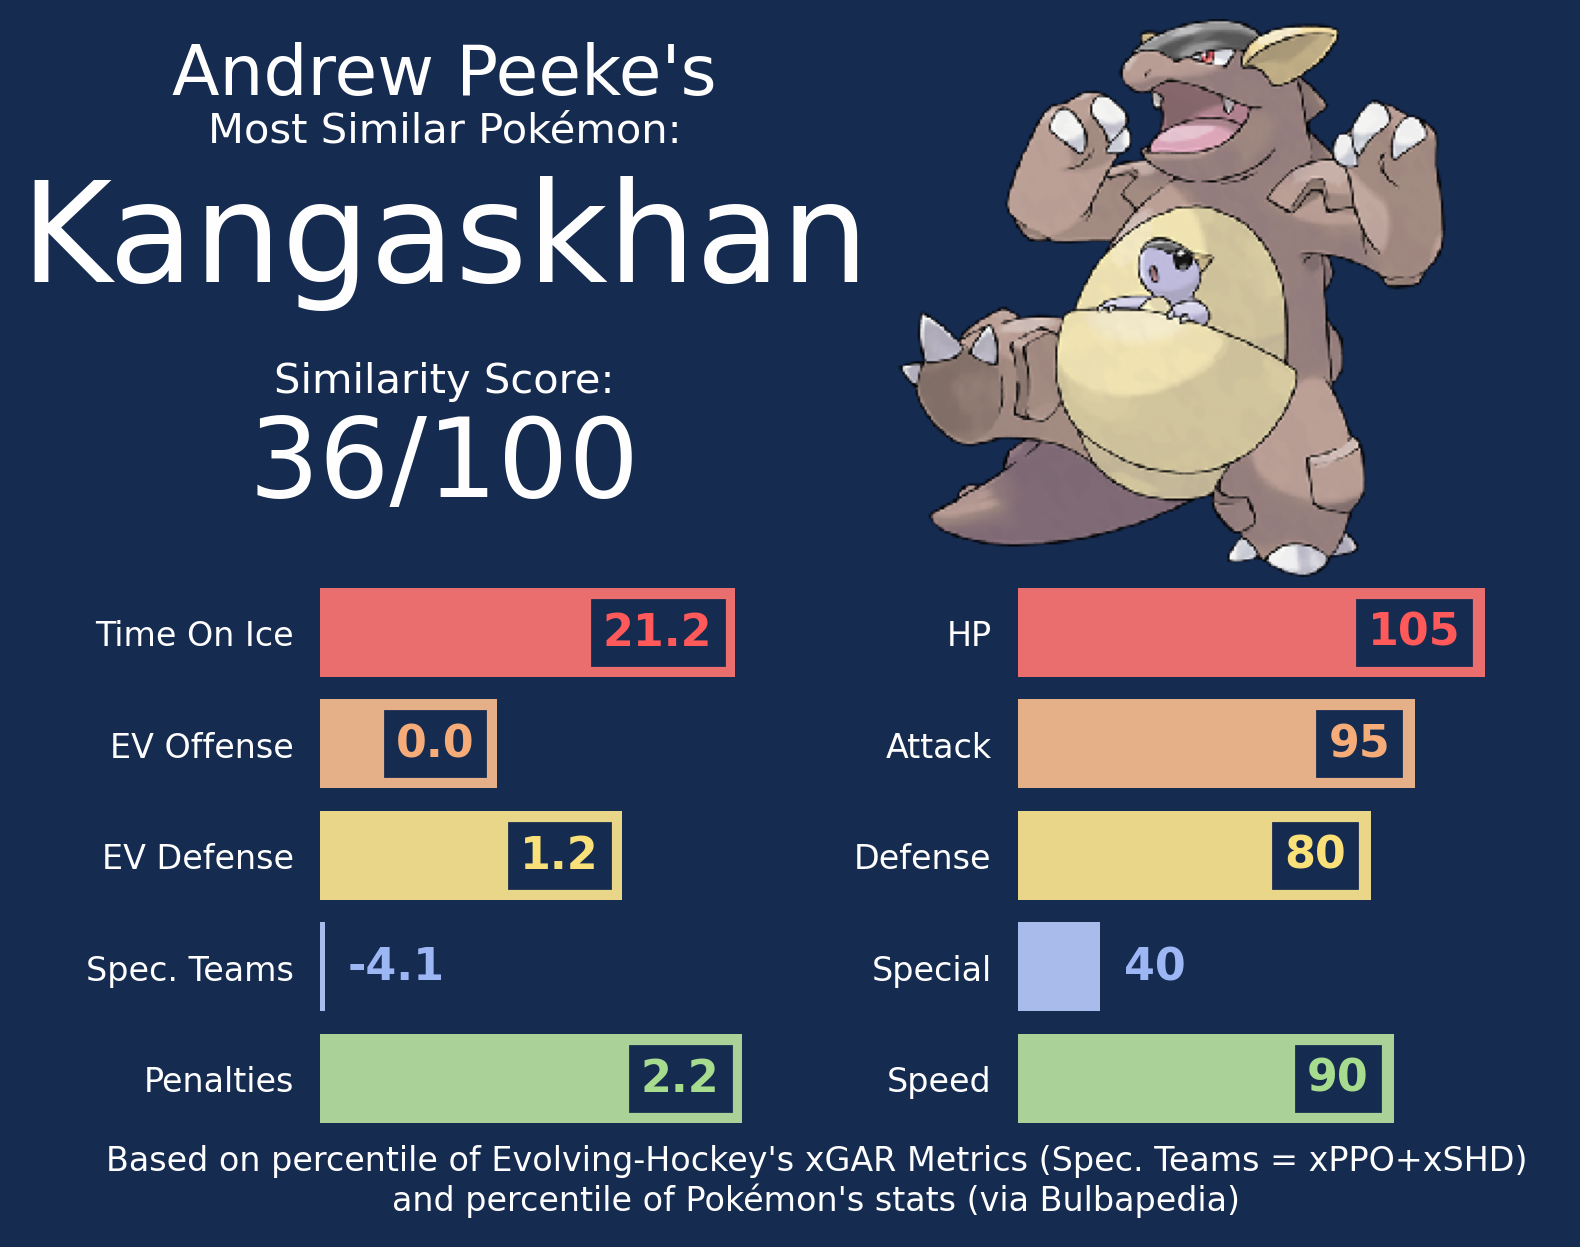 Andrew Peeke's
Most Similar Pokémon:
Kangaskhan
Similarity Score:
36/100
Time On Ice 21.2
EV Offense 0.0
EV Defense 1.2
Spec. Teams -4.1
Penalties 2.2
HP 105
Attack 95
Defense 80
Special 40
Speed 90
Based on percentile of Evolving-Hockey's xGAR Metrics (Spec. Teams = xPPO+xSHD)
and percentile of Pokémon's stats (via Bulbapedia)